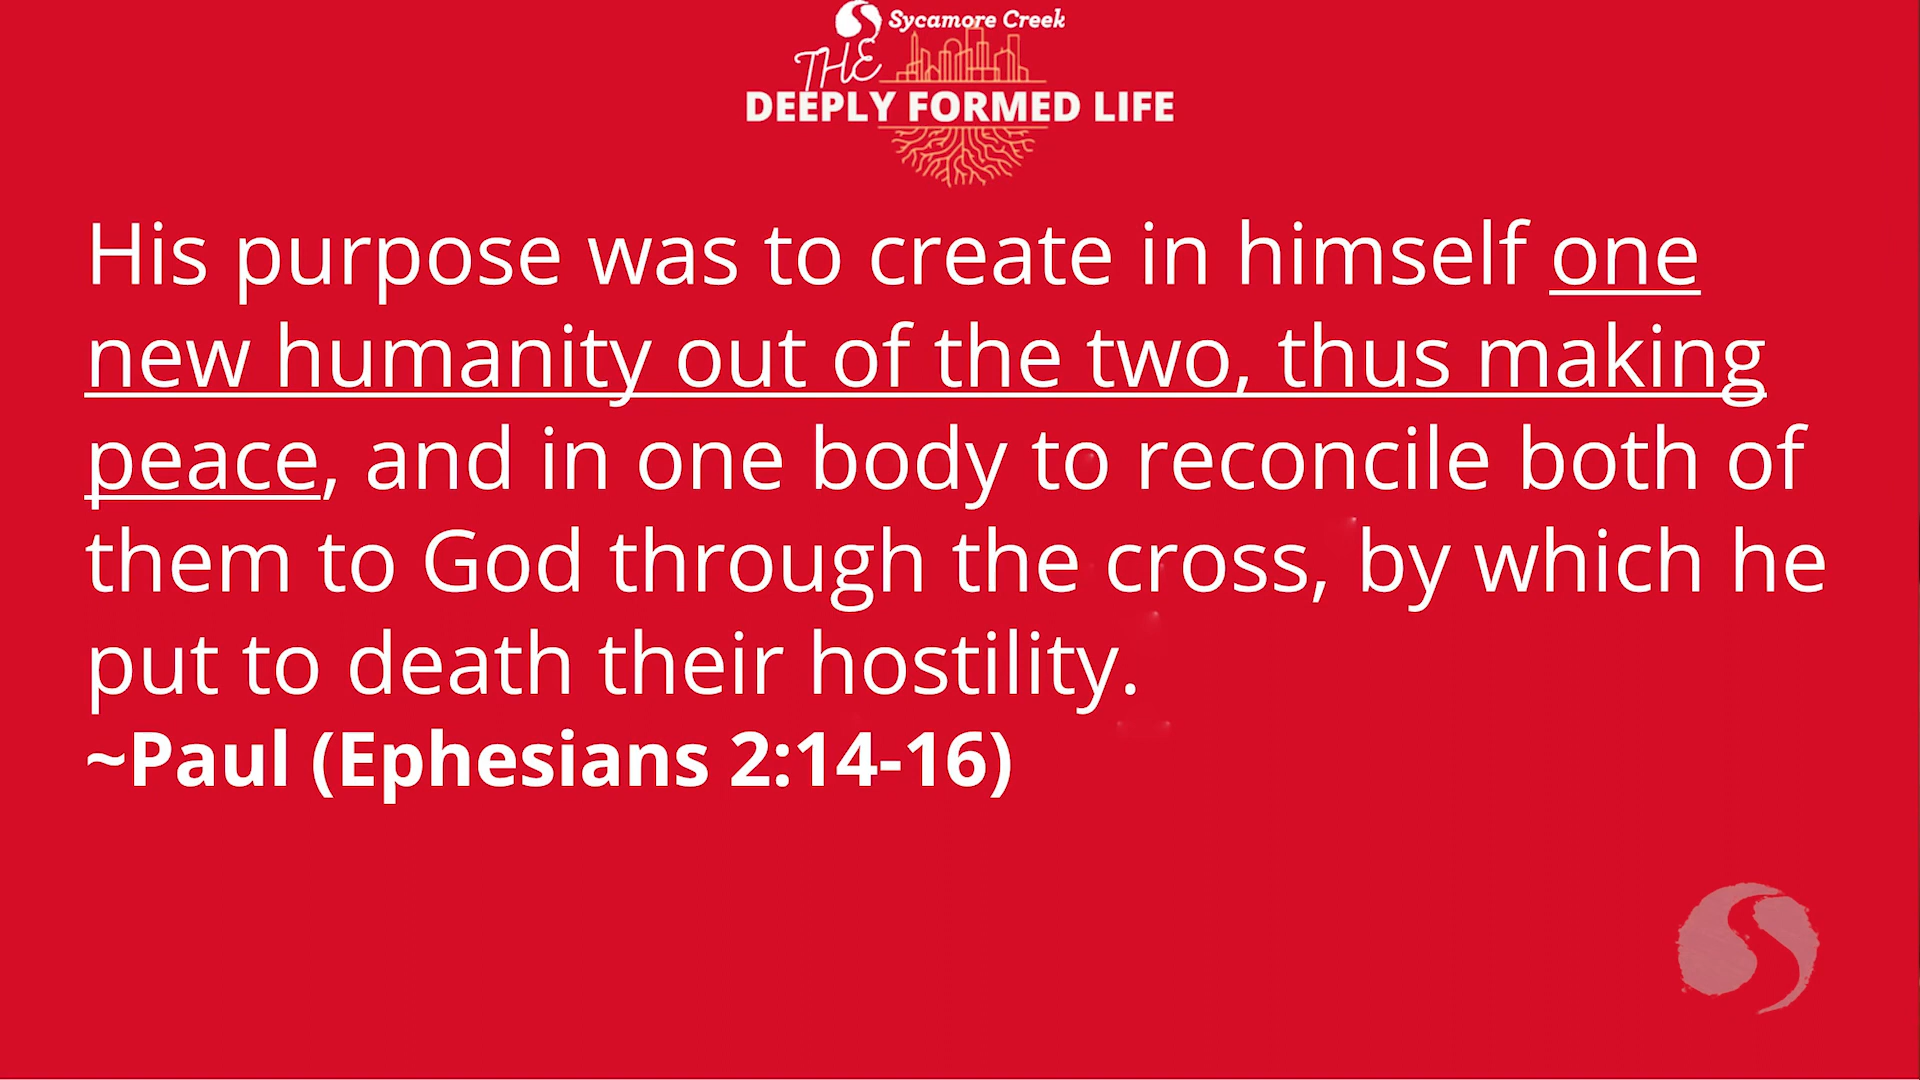 Sycamore Creek
THE
DEEPLY FORMED LIFE
His purpose was to create in himself one
new humanity out of the two, thus making
peace, and in one body to reconcile both of
them to God through the cross, by which he
put to death their hostility.
~Paul (Ephesians 2:14-16)